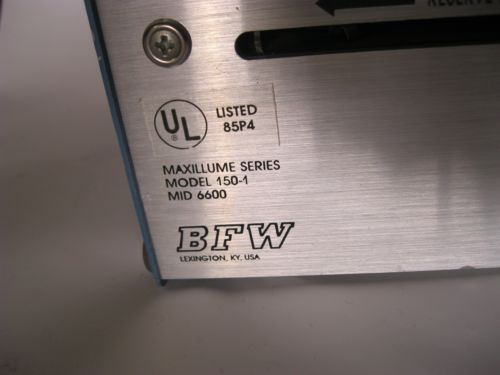 UL
LISTED
85P4
MAXILLUME SERIES
MODEL 150-1
MID 6600
BFW
LEXINGTON, KY, USA